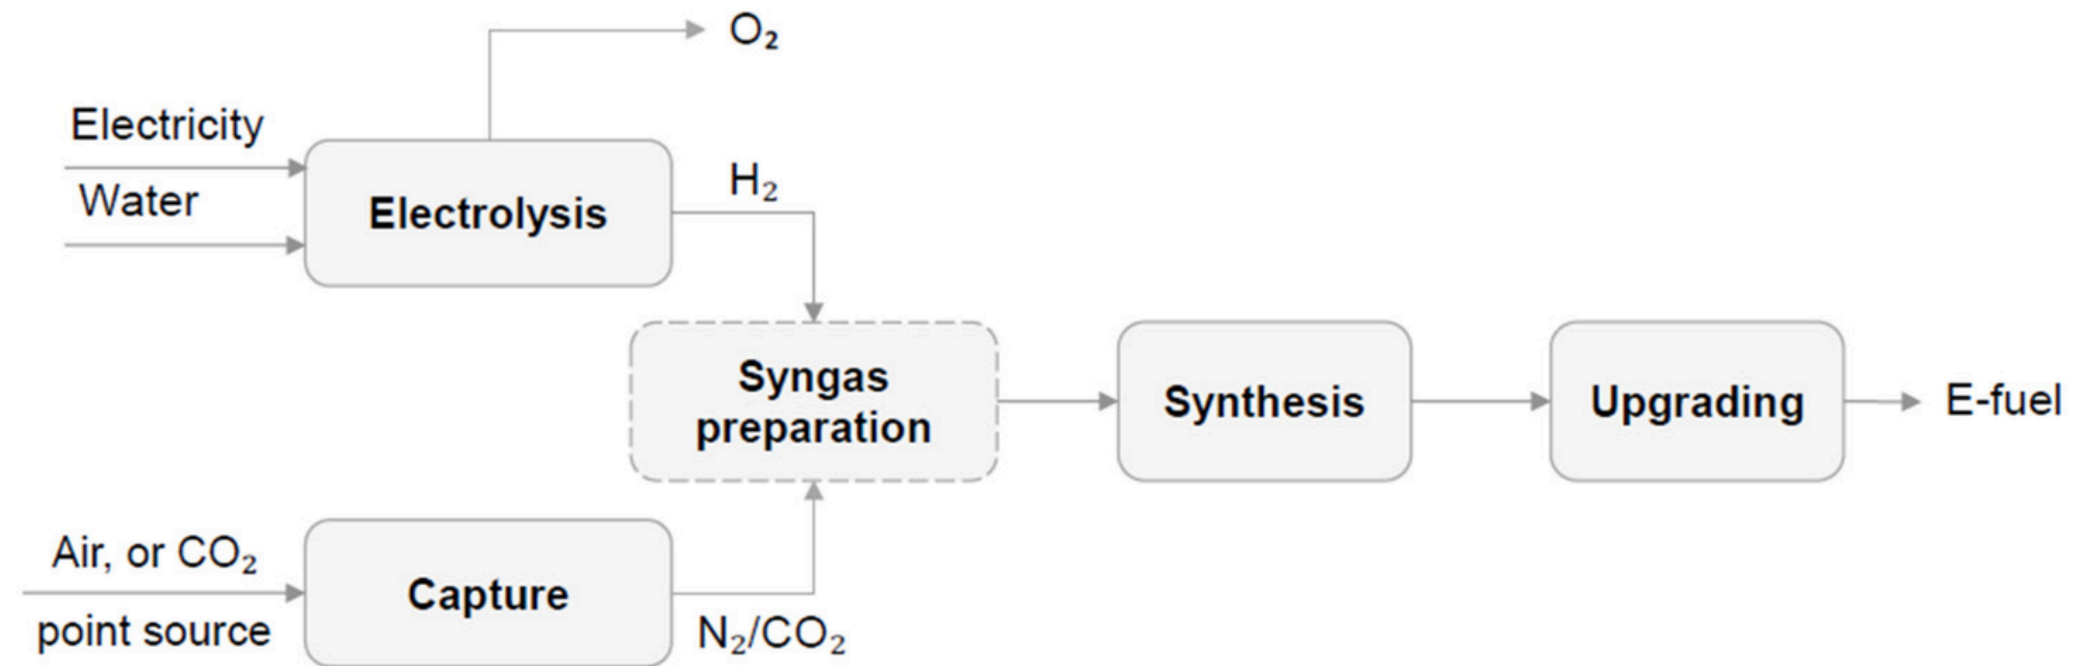 O₂
Electricity
Water
Electrolysis
H₂
Syngas
preparation
Synthesis
Upgrading
E-fuel
Air, or CO₂
point source
Capture
N₂/CO₂